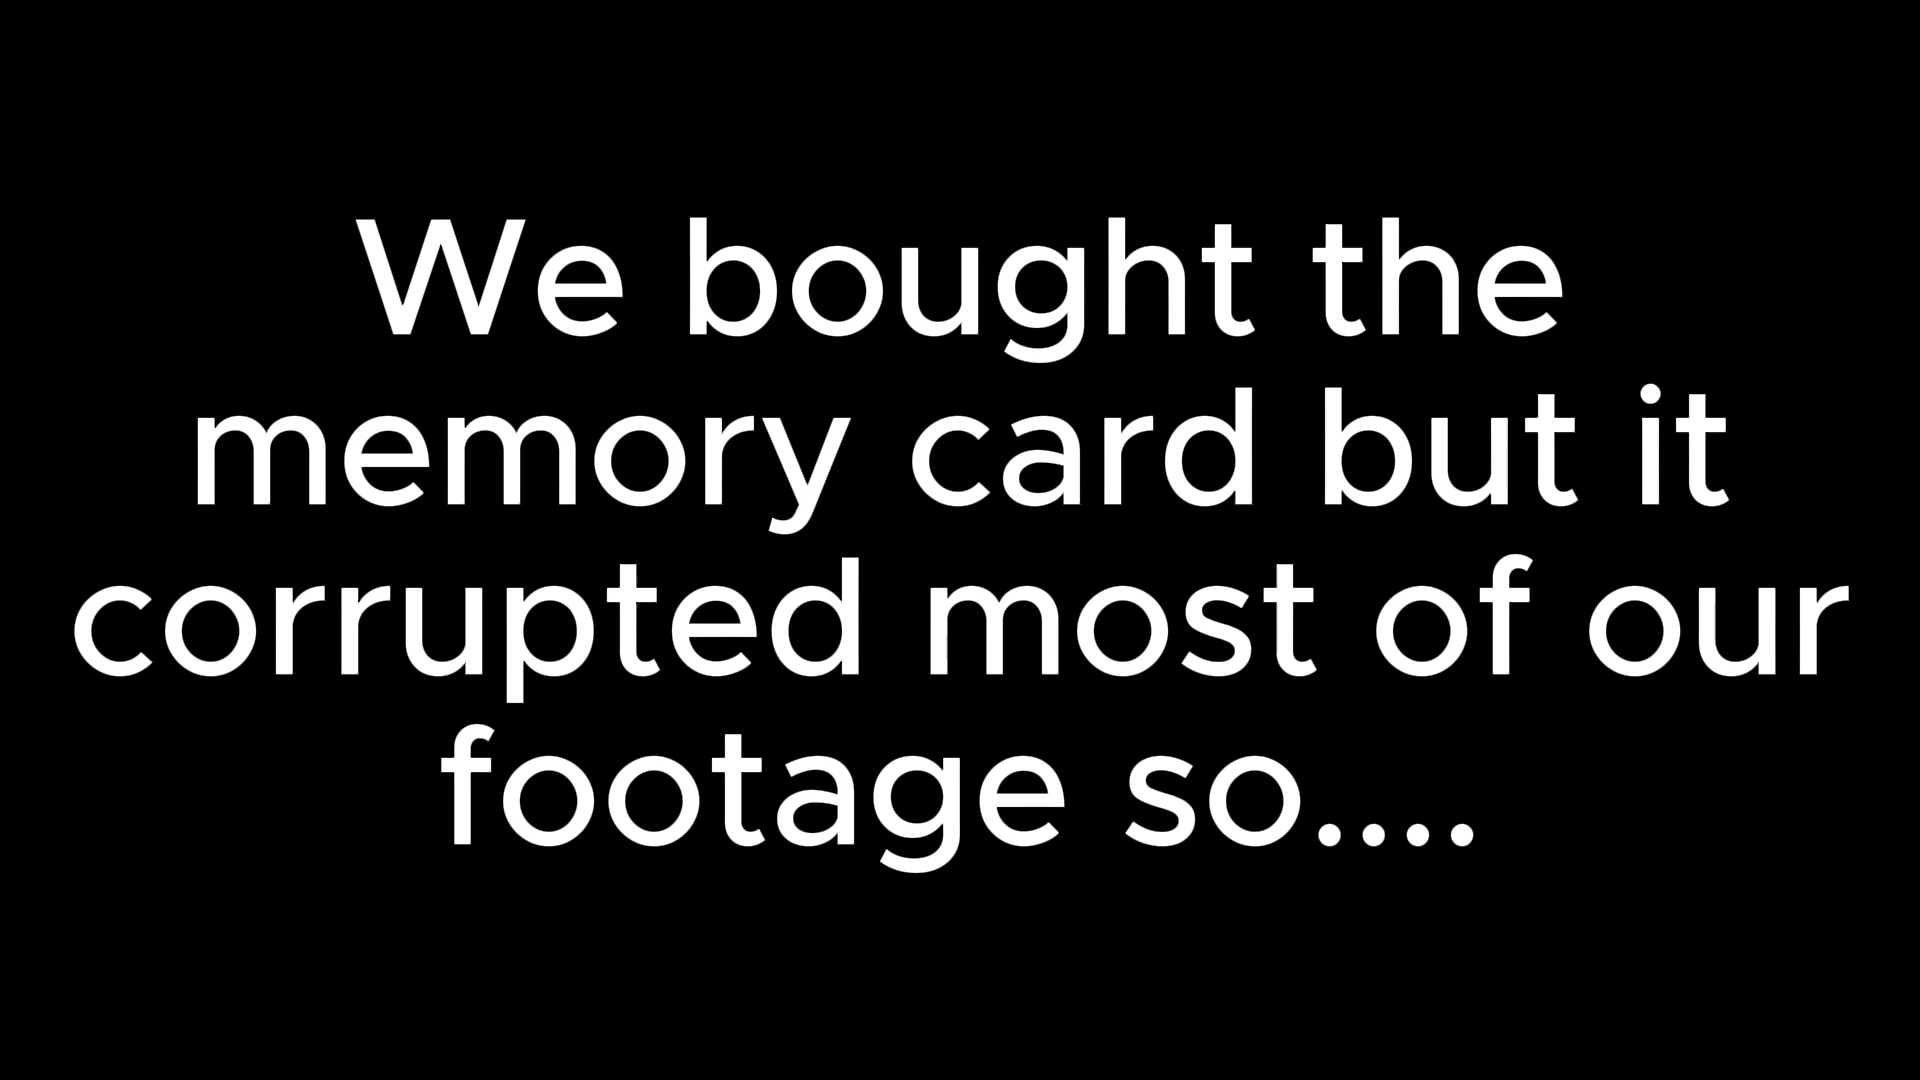 We bought the
memory card but it
corrupted most of our
footage so....